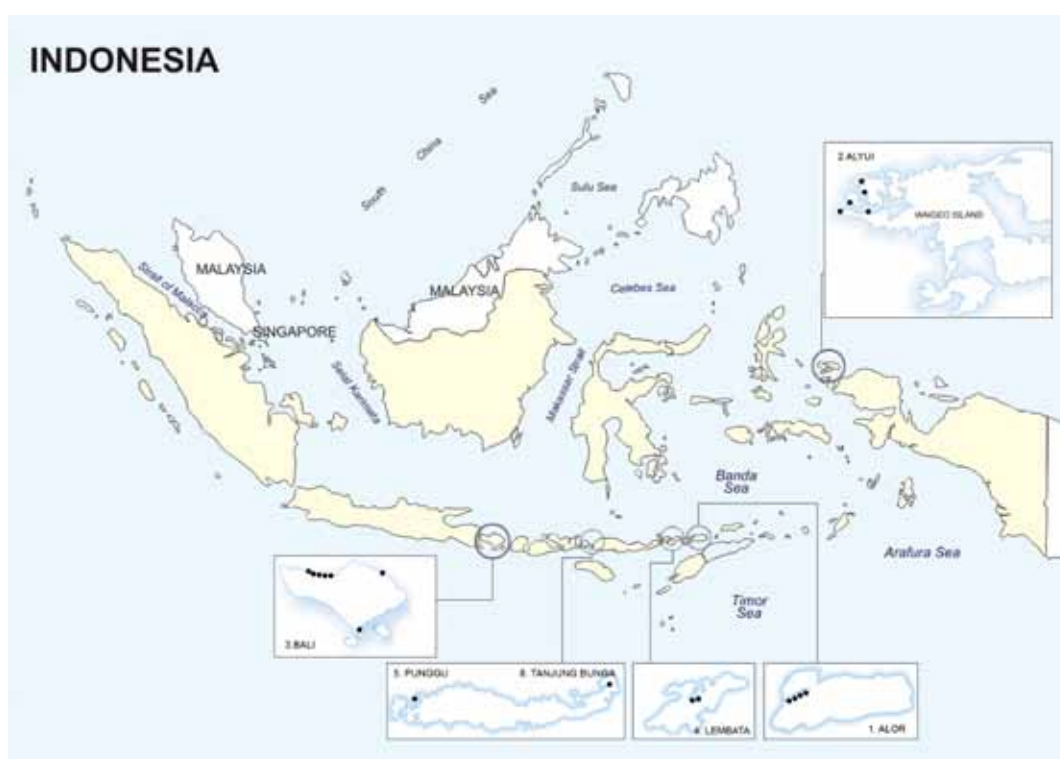 INDONESIA
South China Sea
Sulu Sea
2.ALYUI
WAIGEO ISLAND
MALAYSIA
Strait of Malacca
MALAYSIA
Celebes Sea
SINGAPORE
Selat Karimata
Makassar Strait
Banda
Sea
Arafura Sea
Timor
Sea
3.BALI
5. PUNGGU
6. TANJUNG BUNGA
4. LEMBATA
1. ALOR